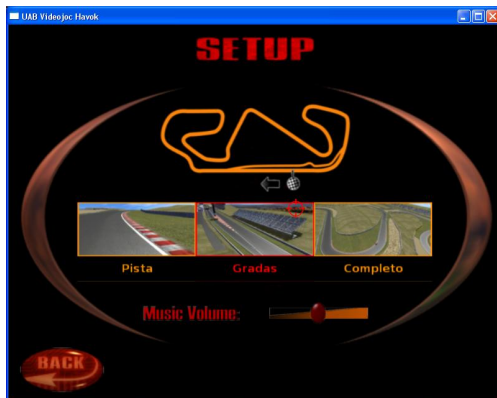 UAB Videojoc Havok
SETUP
Pista Gradas Completo
Music Volume:
BACK